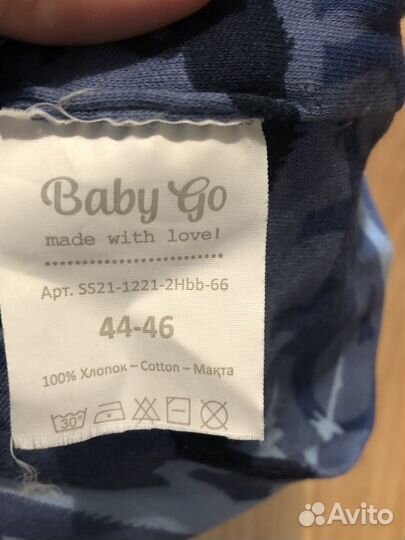 Baby Go
made with love!
Арт. SS21-1221-2Hbb-66
44-46
100% Хлопок – Cotton – Мақта
30°
Avito